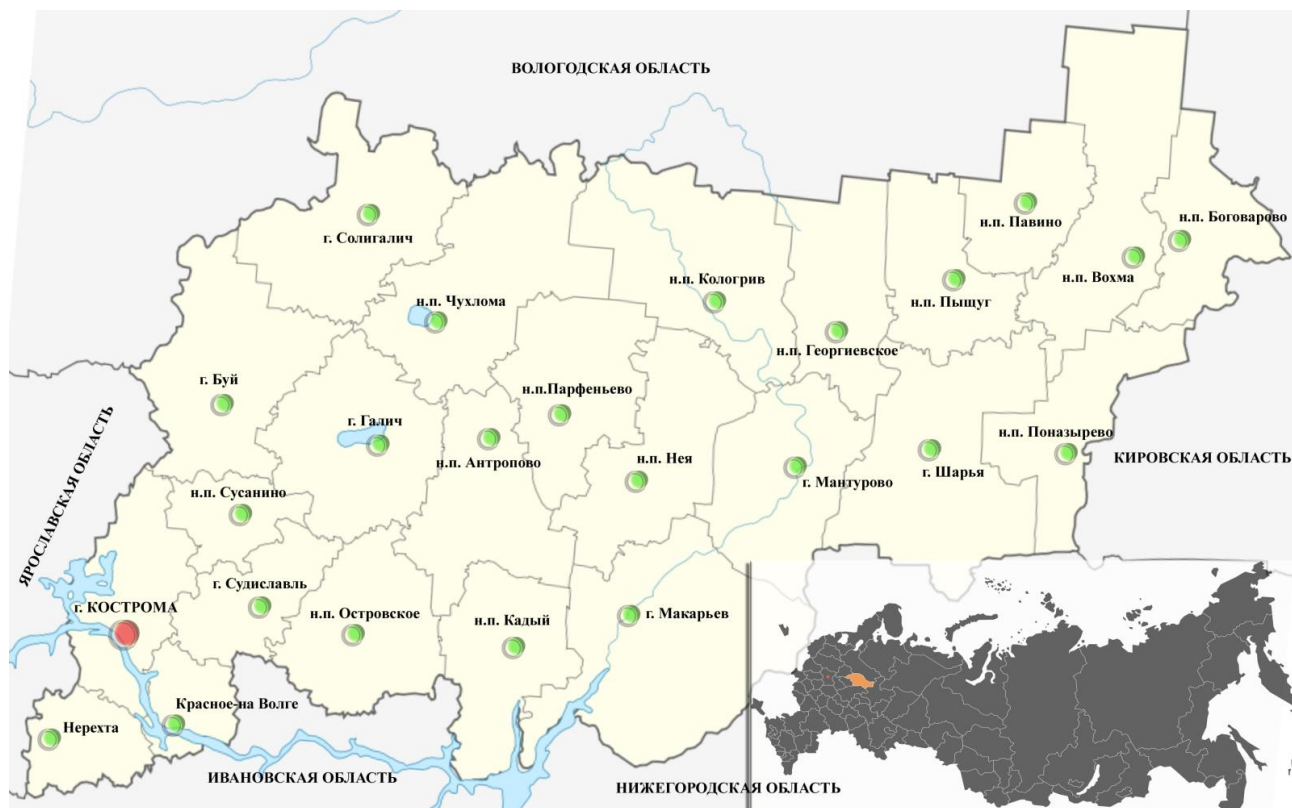 ВОЛОГОДСКАЯ ОБЛАСТЬ
н.п. Павино
н.п. Боговарово
г. Солигалич
н.п. Вохма
н.п. Кологрив
н.п. Чухлома
н.п. Пыщуг
н.п. Георгиевское
г. Буй
н.п.Парфеньево
г. Галич
н.п. Поназырево
н.п. Антропово
н.п. Нея
КИРОВСКАЯ ОБЛАСТЬ
г. Шарья
г. Мантурово
ЯРОСЛАВСКАЯ ОБЛАСТЬ
н.п. Сусанино
г. Судиславль
г. КОСТРОМА
н.п. Островское
н.п. Кадый
г. Макарьев
Красное-на Волге
Нерехта
ИВАНОВСКАЯ ОБЛАСТЬ
НИЖЕГОРОДСКАЯ ОБЛАСТЬ